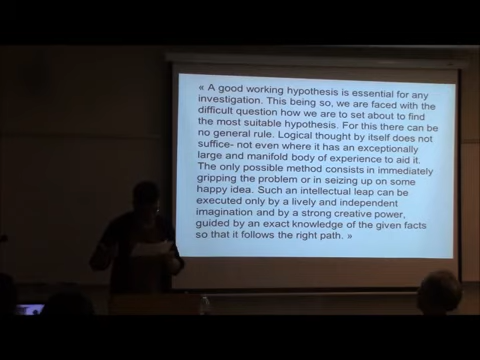 « A good working hypothesis is essential for any
investigation. This being so, we are faced with the
difficult question how we are to set about to find
the most suitable hypothesis. For this there can be
no general rule. Logical thought by itself does not
suffice- not even where it has an exceptionally
large and manifold body of experience to aid it.
The only possible method consists in immediately
gripping the problem or in seizing up on some
happy idea. Such an intellectual leap can be
executed only by a lively and independent
imagination and by a strong creative power,
guided by an exact knowledge of the given facts
so that it follows the right path. »